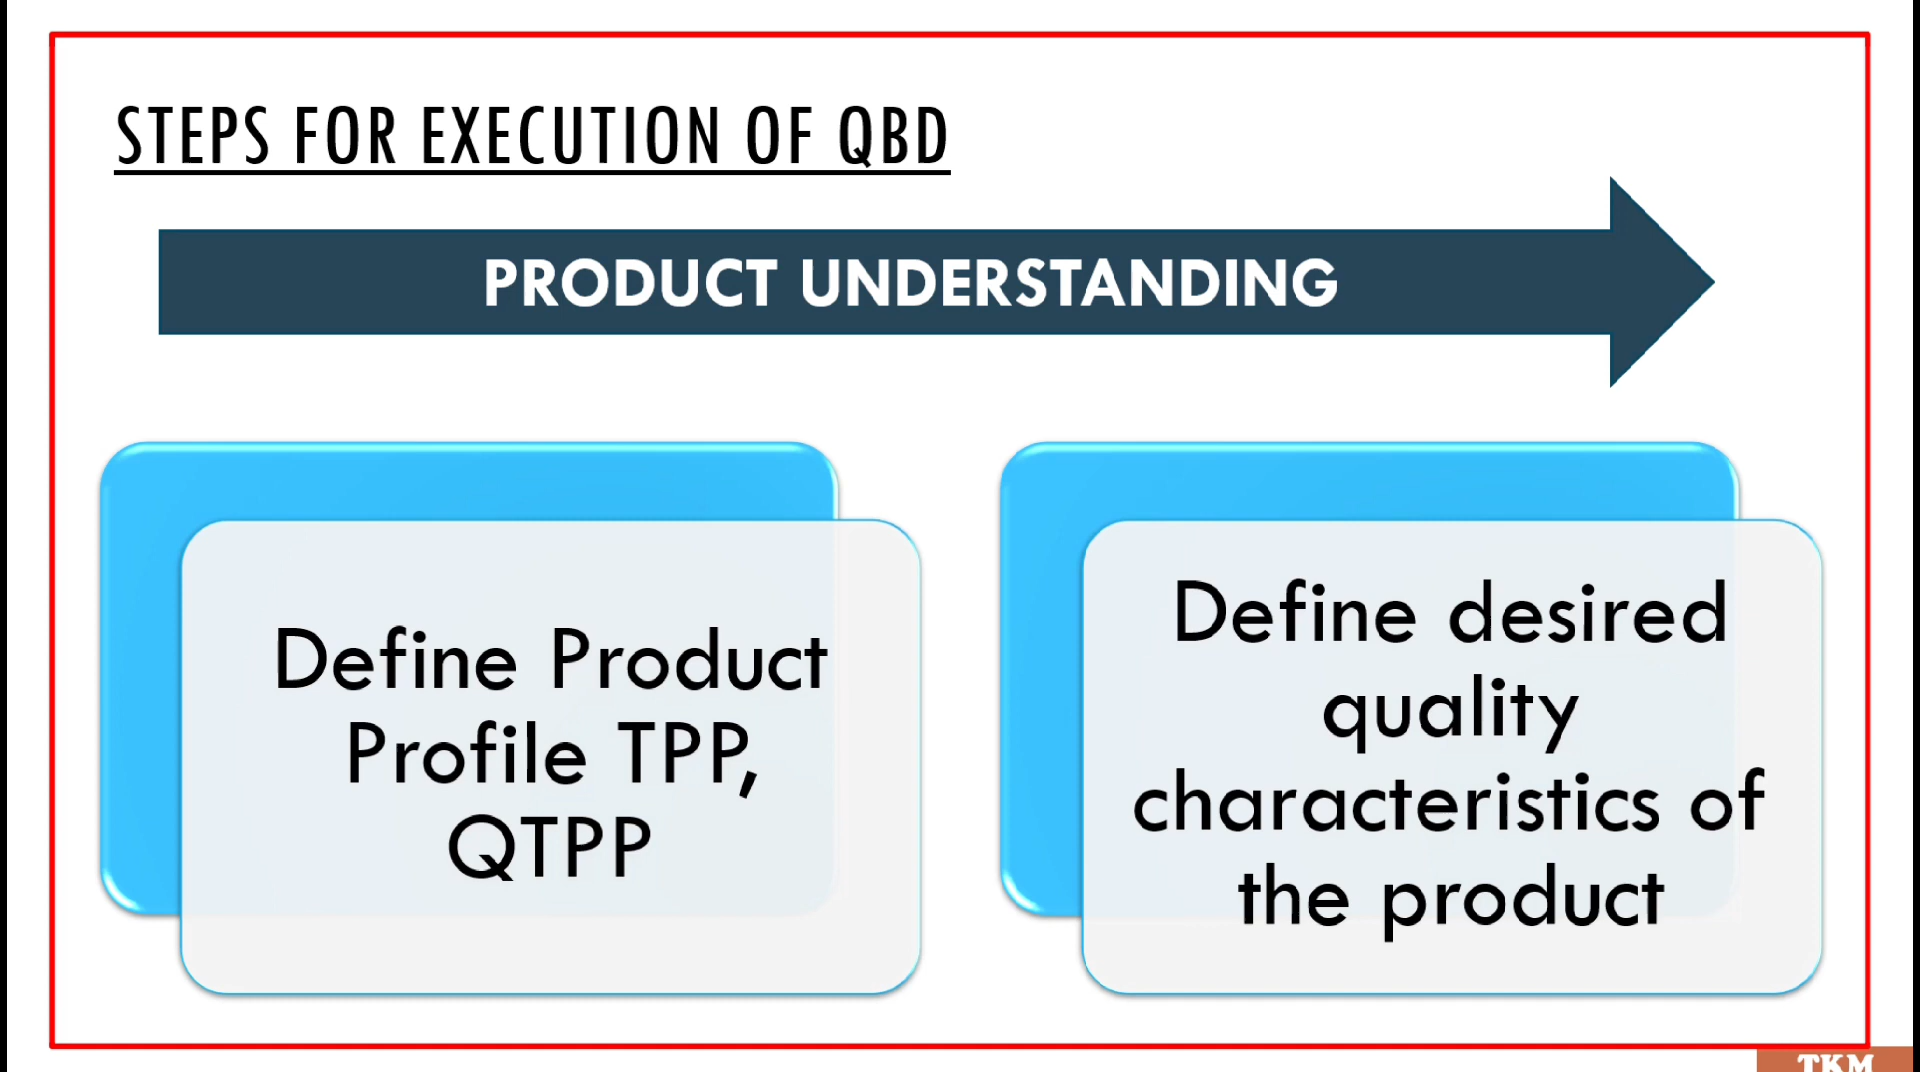 STEPS FOR EXECUTION OF QBD
PRODUCT UNDERSTANDING
Define Product
Profile TPP,
QTPP
Define desired
quality
characteristics of
the product
TKM